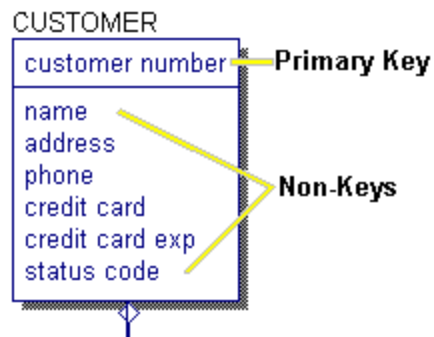 CUSTOMER
customer number
Primary Key
name
address
phone
credit card
credit card exp
status code
Non-Keys